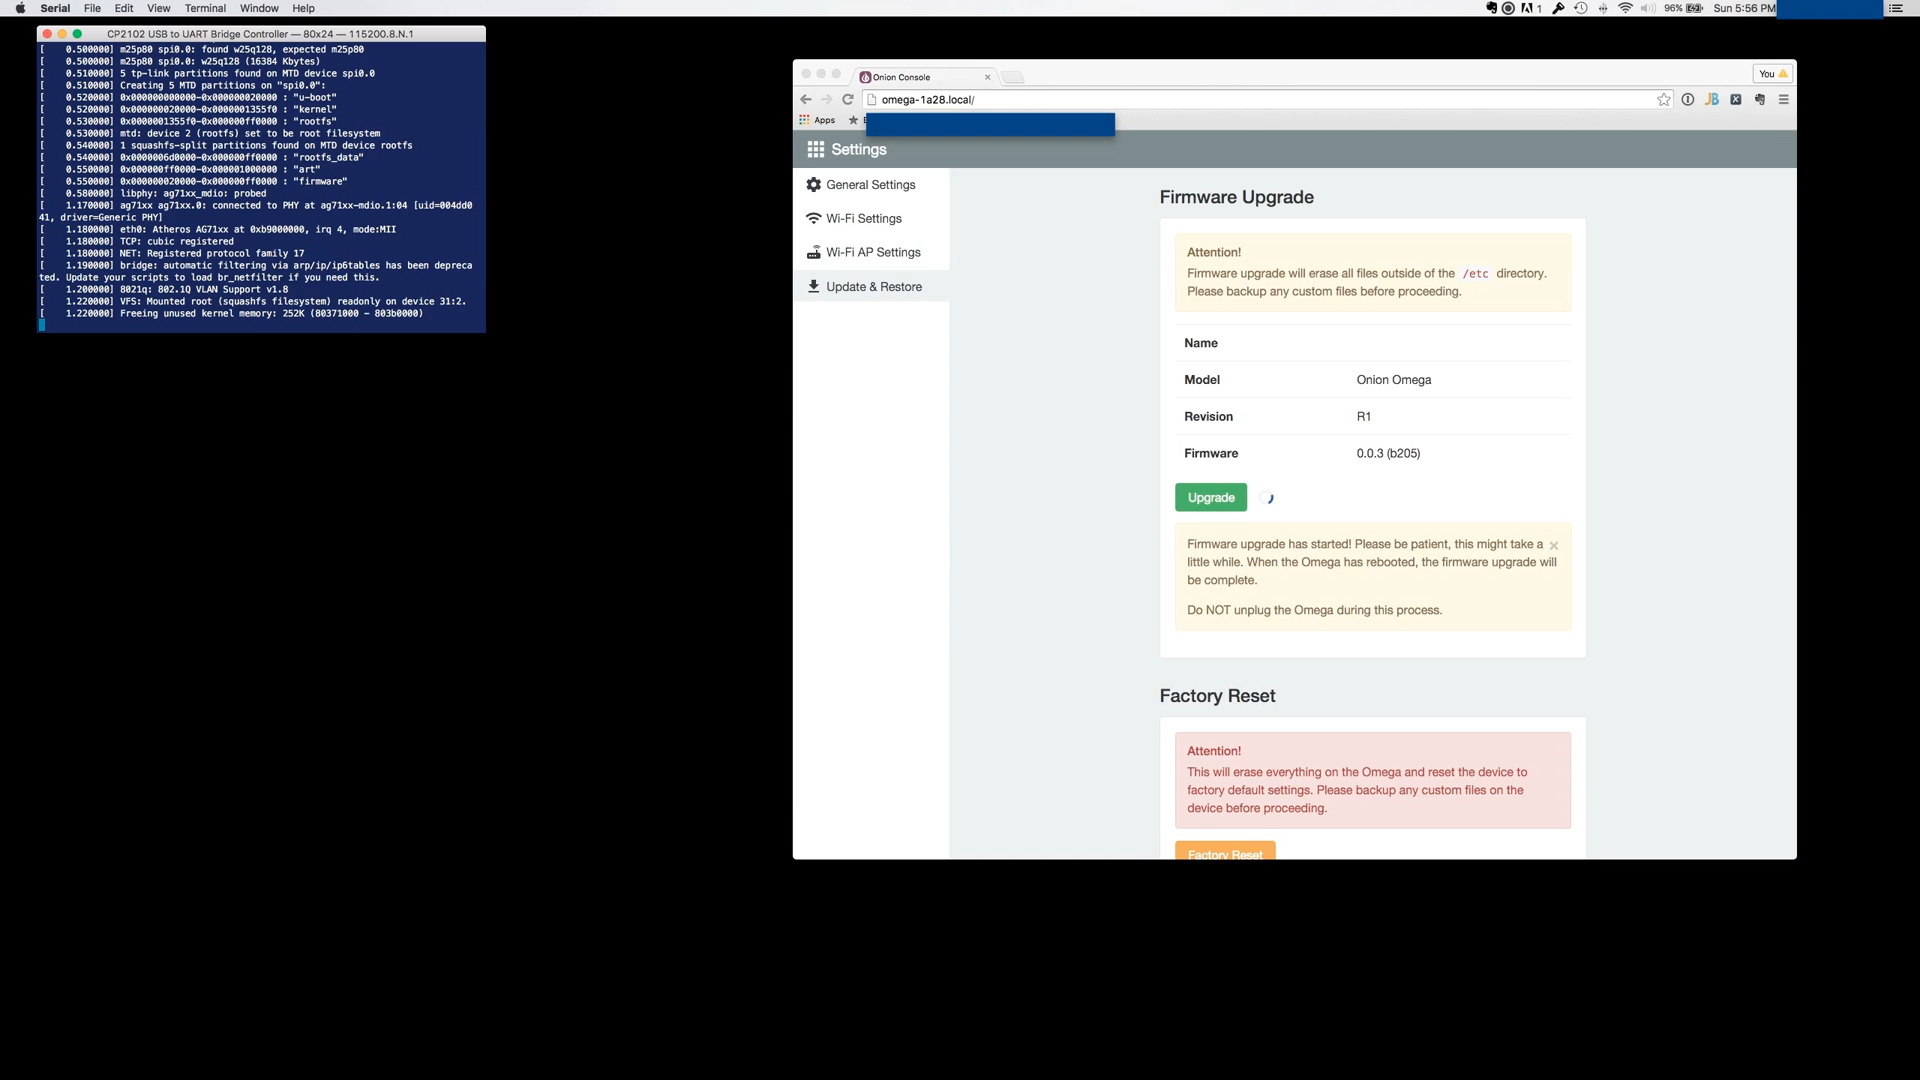 Serial File Edit View Terminal Window Help
1 96% Sun 5:56 PM
CP2102 USB to UART Bridge Controller — 80x24 — 115200.8.N.1
[    0.500000] m25p80 spi0.0: found w25q128, expected m25p80
[    0.500000] m25p80 spi0.0: w25q128 (16384 Kbytes)
[    0.510000] 5 tp-link partitions found on MTD device spi0.0
[    0.510000] Creating 5 MTD partitions on "spi0.0":
[    0.520000] 0x000000000000-0x000000020000 : "u-boot"
[    0.520000] 0x000000020000-0x0000001355f0 : "kernel"
[    0.530000] 0x0000001355f0-0x000000ff0000 : "rootfs"
[    0.530000] mtd: device 2 (rootfs) set to be root filesystem
[    0.540000] 1 squashfs-split partitions found on MTD device rootfs
[    0.540000] 0x0000006d0000-0x000000ff0000 : "rootfs_data"
[    0.550000] 0x000000ff0000-0x000001000000 : "art"
[    0.550000] 0x000000020000-0x000000ff0000 : "firmware"
[    0.580000] libphy: ag71xx_mdio: probed
[    1.170000] ag71xx ag71xx.0: connected to PHY at ag71xx-mdio.1:04 [uid=004dd0
41, driver=Generic PHY]
[    1.180000] eth0: Atheros AG71xx at 0xb9000000, irq 4, mode:MII
[    1.180000] TCP: cubic registered
[    1.180000] NET: Registered protocol family 17
[    1.190000] bridge: automatic filtering via arp/ip/ip6tables has been depreca
ted. Update your scripts to load br_netfilter if you need this.
[    1.200000] 8021q: 802.1Q VLAN Support v1.8
[    1.220000] VFS: Mounted root (squashfs filesystem) readonly on device 31:2.
[    1.220000] Freeing unused kernel memory: 252K (80371000 - 803b0000)
Onion Console
You
omega-1a28.local/
JB
Apps
Settings
General Settings
Wi-Fi Settings
Wi-Fi AP Settings
Update & Restore
Firmware Upgrade
Attention!
Firmware upgrade will erase all files outside of the /etc directory.
Please backup any custom files before proceeding.
Name
Model Onion Omega
Revision R1
Firmware 0.0.3 (b205)
Upgrade
Firmware upgrade has started! Please be patient, this might take a
little while. When the Omega has rebooted, the firmware upgrade will
be complete.
Do NOT unplug the Omega during this process.
Factory Reset
Attention!
This will erase everything on the Omega and reset the device to
factory default settings. Please backup any custom files on the
device before proceeding.
Factory Reset